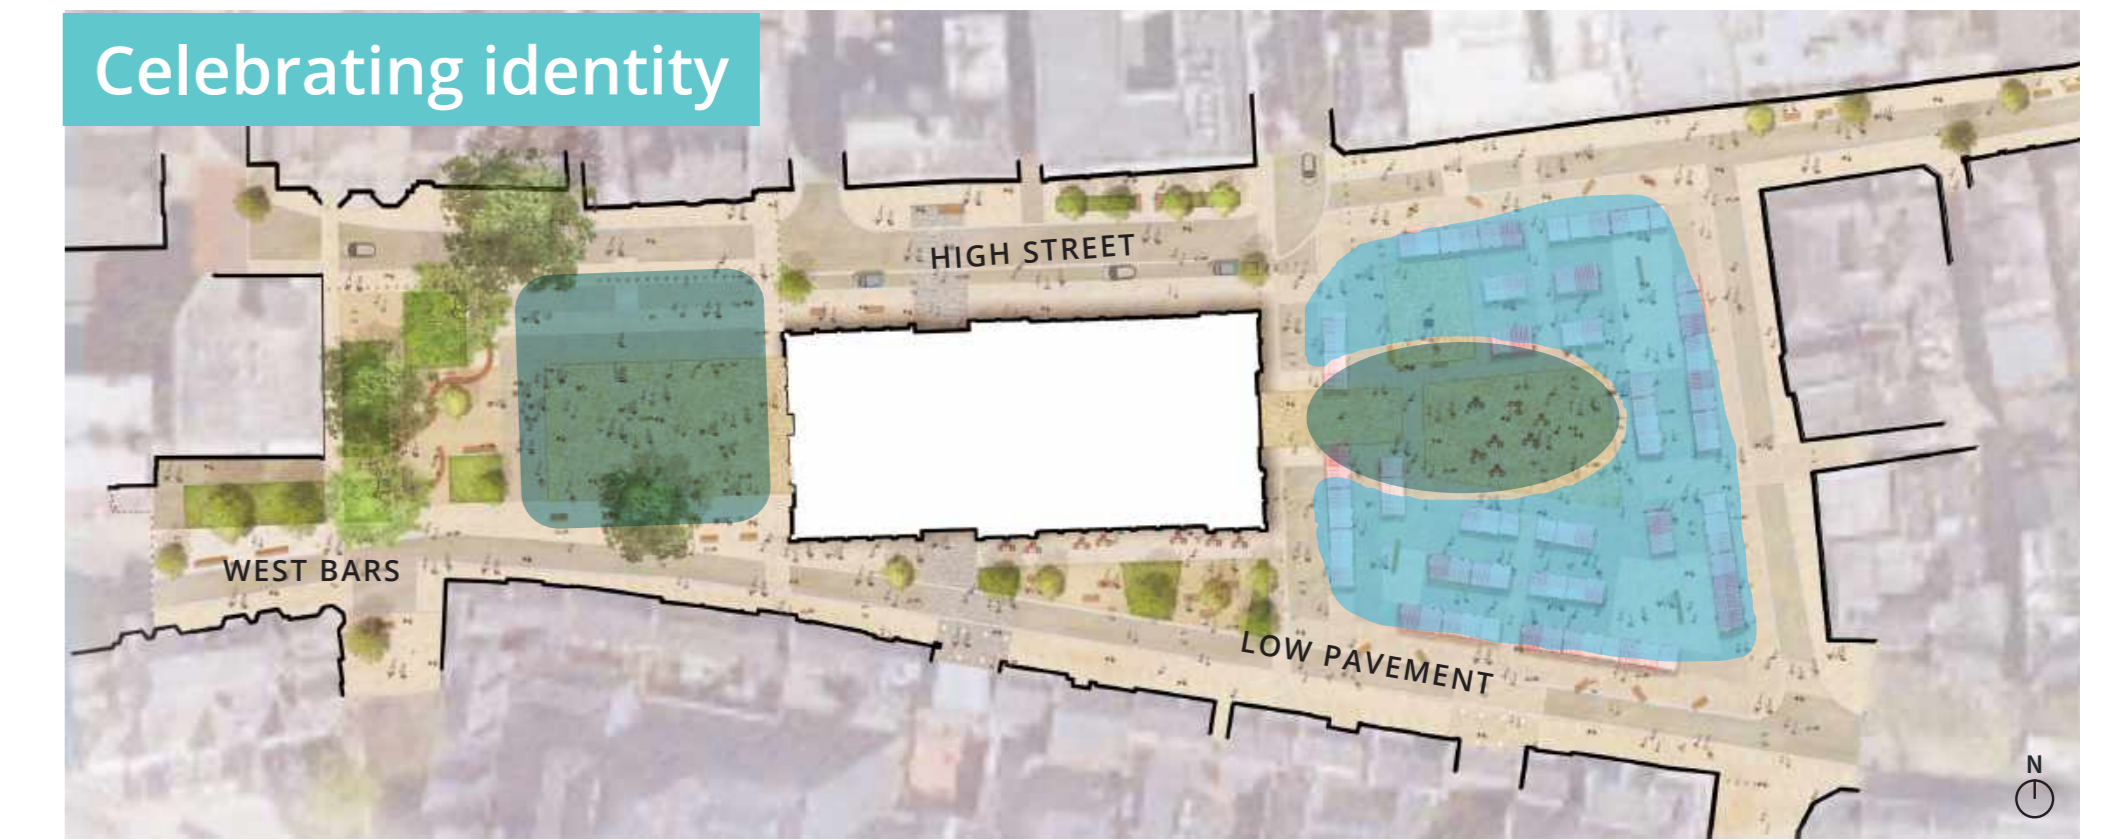 Celebrating identity
HIGH STREET
WEST BARS
LOW PAVEMENT
N